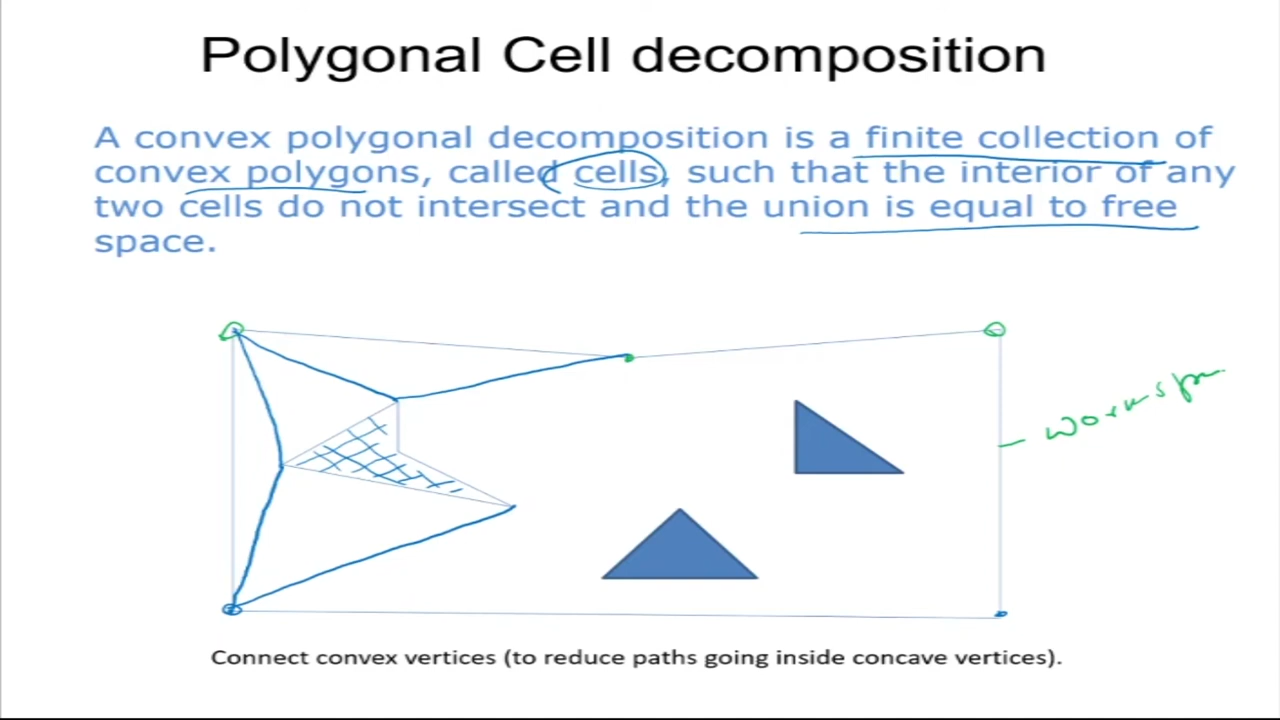 Polygonal Cell decomposition
A convex polygonal decomposition is a finite collection of
convex polygons, called cells, such that the interior of any
two cells do not intersect and the union is equal to free
space.
Connect convex vertices (to reduce paths going inside concave vertices).